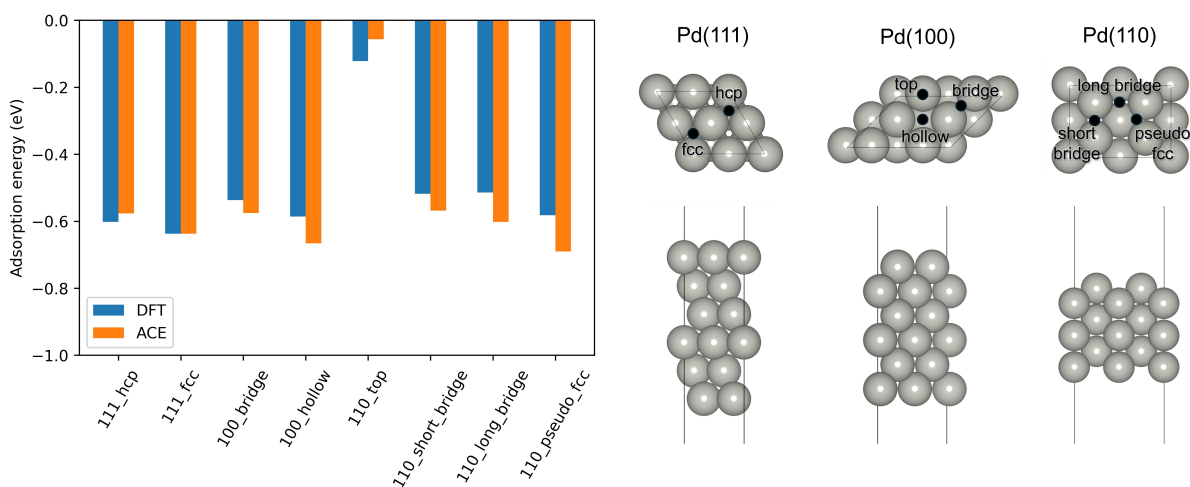 0.0
−0.2
−0.4
−0.6
−0.8
−1.0
Adsorption energy (eV)
DFT
ACE
111_hcp
111_fcc
100_bridge
100_hollow
110_top
110_short_bridge
110_long_bridge
110_pseudo_fcc
Pd(111)
hcp
fcc
Pd(100)
top
bridge
hollow
Pd(110)
long bridge
short
bridge
pseudo
fcc